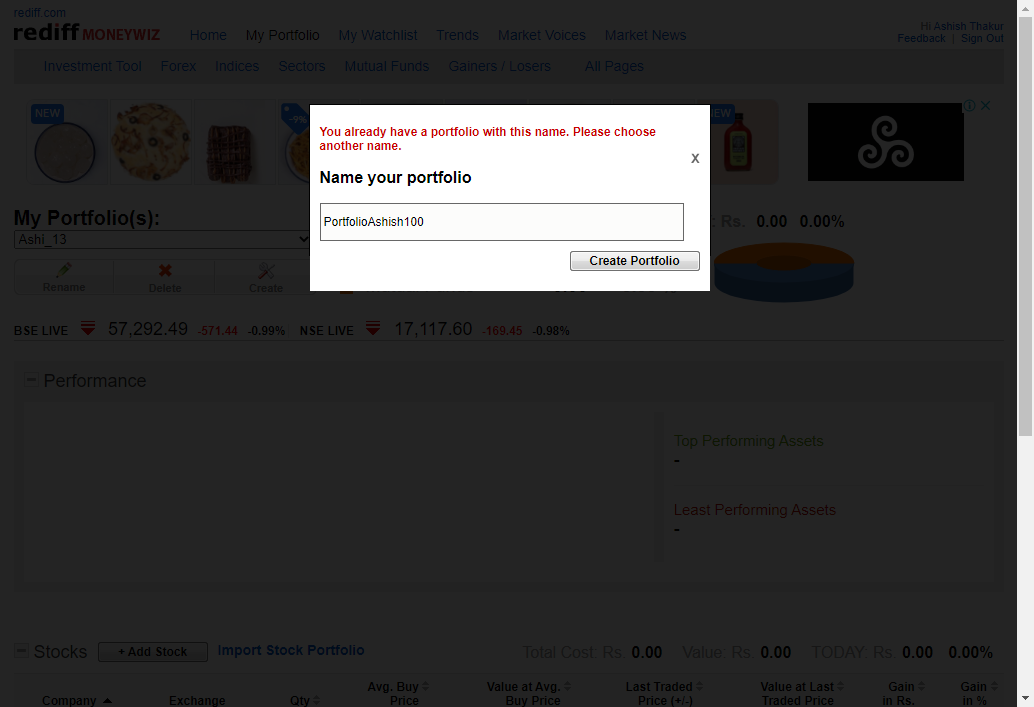 rediff.com
rediff MONEYWIZ Home My Portfolio My Watchlist Trends Market Voices Market News
Hi Ashish Thakur
Feedback | Sign Out
Investment Tool Forex Indices Sectors Mutual Funds Gainers / Losers All Pages
NEW
-9%
You already have a portfolio with this name. Please choose
another name.
X
Name your portfolio
PortfolioAshish100
Create Portfolio
My Portfolio(s):
Ashi_13
: Rs. 0.00 0.00%
Rename Delete Create
BSE LIVE 57,292.49 -571.44 -0.99% NSE LIVE 17,117.60 -169.45 -0.98%
Performance
Top Performing Assets
-
Least Performing Assets
-
Stocks + Add Stock Import Stock Portfolio Total Cost: Rs. 0.00 Value: Rs. 0.00 TODAY: Rs. 0.00 0.00%
Company Exchange Qty Avg. Buy Price Value at Avg. Buy Price Last Traded Price (+/-) Value at Last Traded Price Gain in Rs. Gain in %